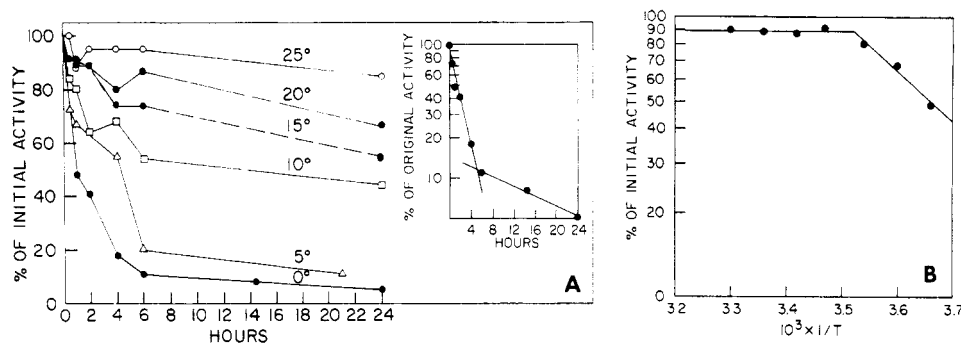 % OF INITIAL ACTIVITY
100
80
60
40
20
0
25°
20°
15°
10°
5°
0°
0 2 4 6 8 10 12 14 16 18 20 22 24
HOURS
% OF ORIGINAL ACTIVITY
100
80
60
40
20
10
4 8 12 16 20 24
HOURS
A
% OF INITIAL ACTIVITY
100
90
80
70
60
50
40
30
20
0
3.2 3.3 3.4 3.5 3.6 3.7
10³ × 1/T
B